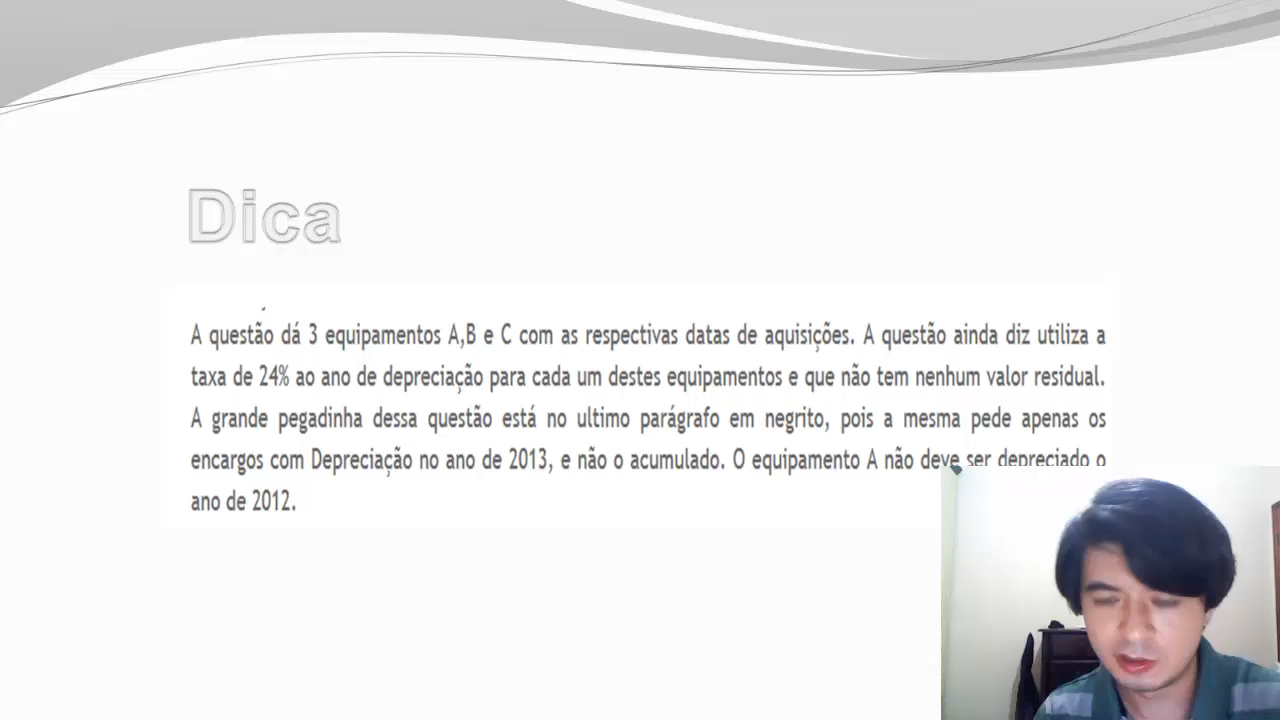 Dica
A questão dá 3 equipamentos A,B e C com as respectivas datas de aquisições. A questão ainda diz utiliza a
taxa de 24% ao ano de depreciação para cada um destes equipamentos e que não tem nenhum valor residual.
A grande pegadinha dessa questão está no ultimo parágrafo em negrito, pois a mesma pede apenas os
encargos com Depreciação no ano de 2013, e não o acumulado. O equipamento A não deve ser depreciado o
ano de 2012.